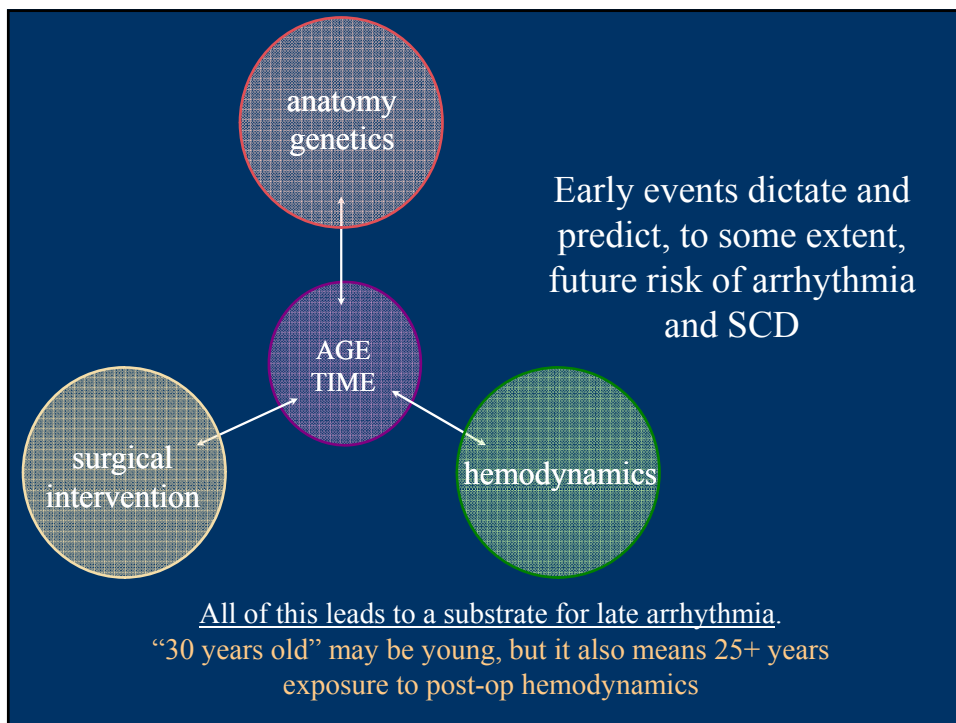 anatomy
genetics
Early events dictate and
predict, to some extent,
future risk of arrhythmia
and SCD
AGE
TIME
surgical
intervention
hemodynamics
All of this leads to a substrate for late arrhythmia.
“30 years old” may be young, but it also means 25+ years
exposure to post-op hemodynamics